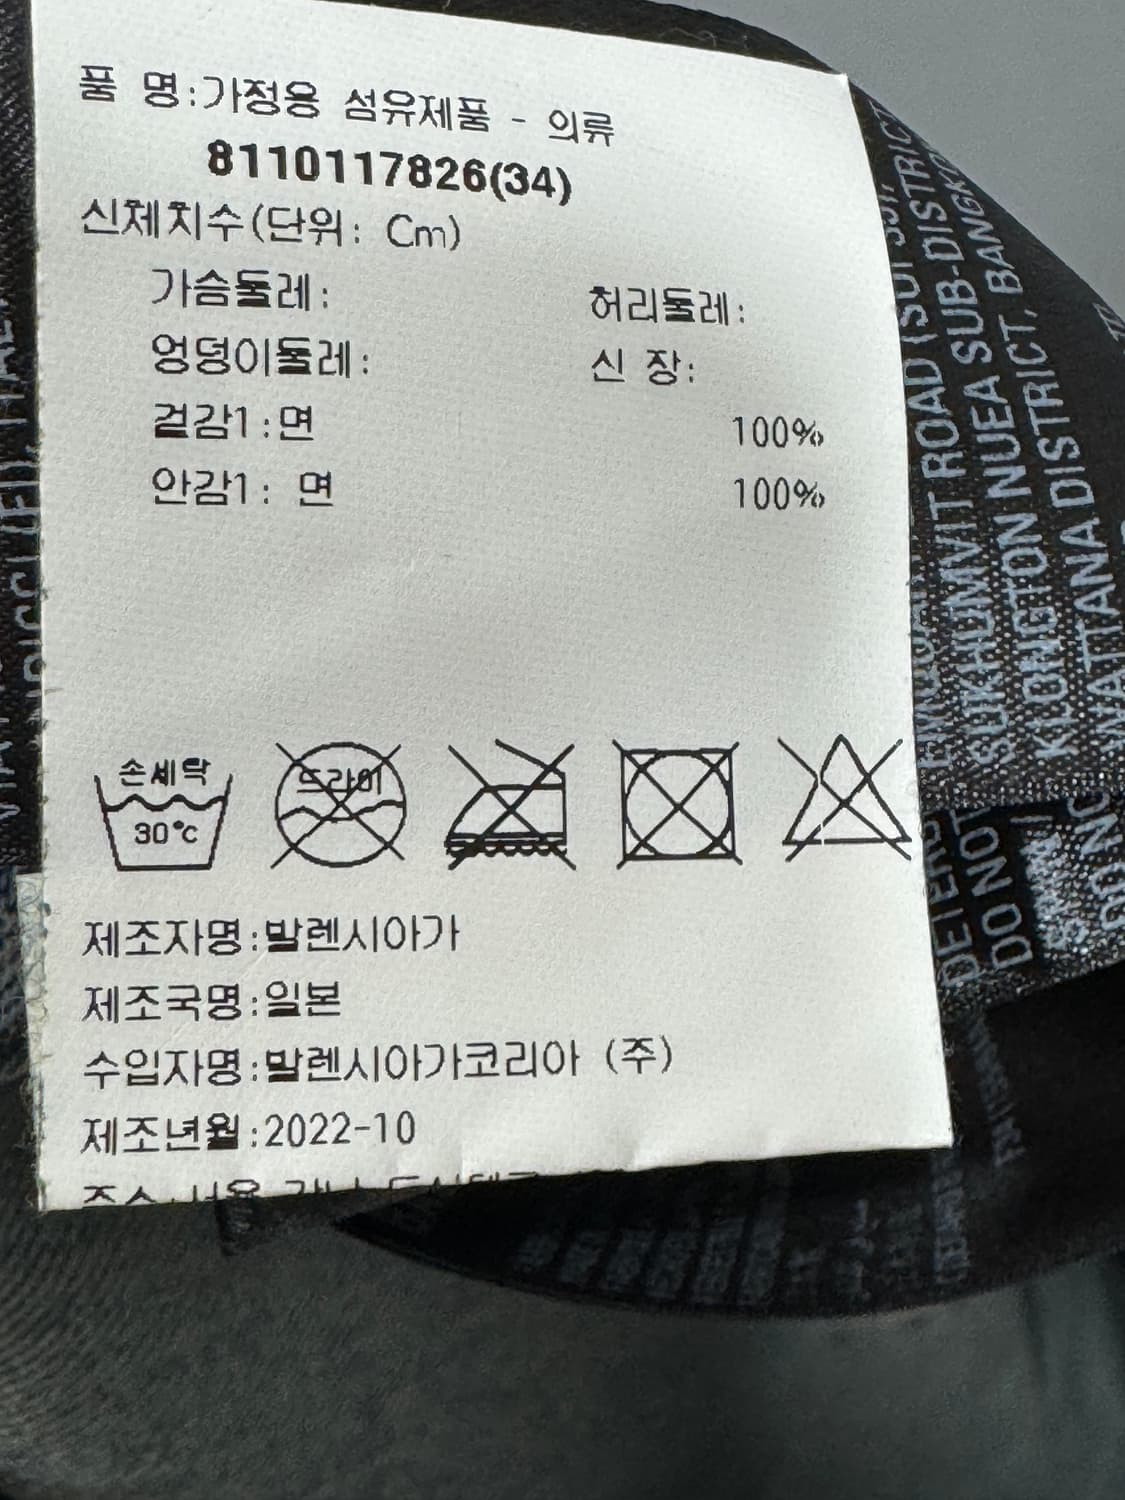 품 명:가정용 섬유제품 - 의류
8110117826(34)
신체치수(단위: Cm)
가슴둘레: 허리둘레:
엉덩이둘레: 신 장:
겉감1:면 100%
안감1: 면 100%
손세탁
30°c
드라이
제조자명:발렌시아가
제조국명:일본
수입자명:발렌시아가코리아 (주)
제조년월:2022-10
SUKHUMVIT ROAD (SOI
KLONGTON NUEA SUB-DISTRICT
WATTANA DISTRICT, BANGK
DO NOT
DO NOT